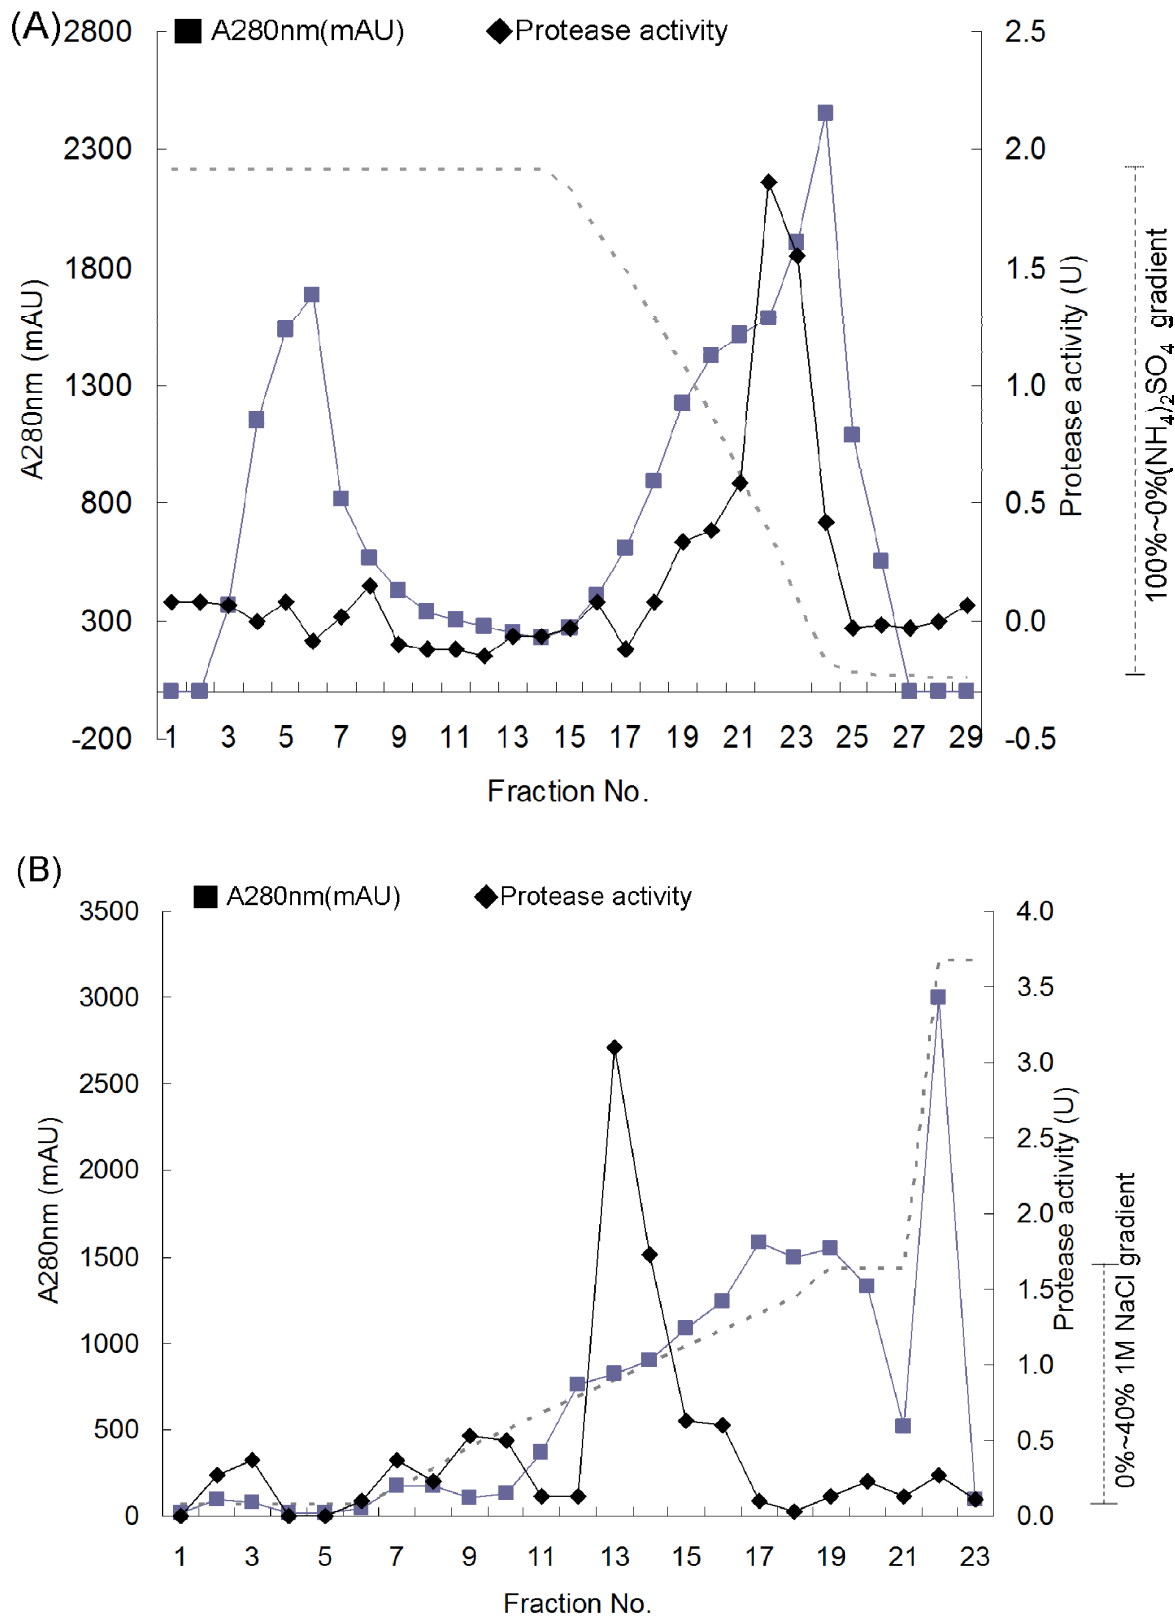 (A)
A280nm(mAU) Protease activity
2800 2.5
2300 2.0
1800 1.5
1300 1.0
800 0.5
300 0.0
-200 -0.5
A280nm (mAU)
Protease activity (U)
100%~0%(NH4)2SO4 gradient
1 3 5 7 9 11 13 15 17 19 21 23 25 27 29
Fraction No.
(B)
A280nm(mAU) Protease activity
3500 4.0
3000 3.5
2500 3.0
2000 2.5
1500 2.0
1000 1.5
500 1.0
0 0.5
0.0
A280nm (mAU)
Protease activity (U)
0%~40% 1M NaCl gradient
1 3 5 7 9 11 13 15 17 19 21 23
Fraction No.